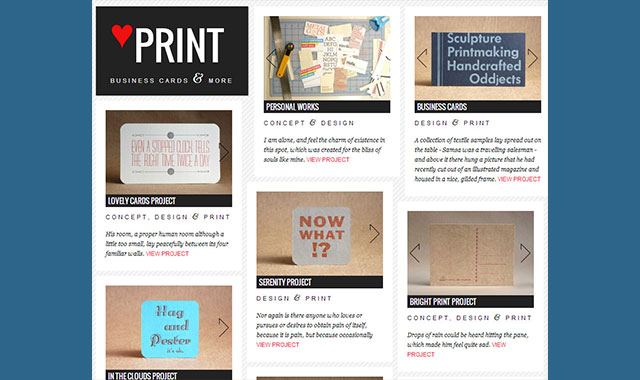 PRINT
BUSINESS CARDS & MORE
EVEN A STOPPED CLOCK TELLS
THE RIGHT TIME TWICE A DAY
LOVELY CARDS PROJECT
CONCEPT, DESIGN & PRINT
His room, a proper human room although a
little too small, lay peacefully between its four
familiar walls. VIEW PROJECT
Hag
and
Pester
it's okc.
IN THE CLOUDS PROJECT
PERSONAL WORKS
CONCEPT & DESIGN
I am alone, and feel the charm of existence in
this spot, which was created for the bliss of
souls like mine. VIEW PROJECT
NOW
WHAT
!?
SERENITY PROJECT
DESIGN & PRINT
Nor again is there anyone who loves or
pursues or desires to obtain pain of itself,
because it is pain, but because occasionally
VIEW PROJECT
Sculpture
Printmaking
Handcrafted
Oddjects
BUSINESS CARDS
DESIGN & PRINT
A collection of textile samples lay spread out on
the table - Samsa was a travelling salesman -
and above it there hung a picture that he had
recently cut out of an illustrated magazine and
housed in a nice, gilded frame. VIEW PROJECT
BRIGHT PRINT PROJECT
CONCEPT, DESIGN & PRINT
Drops of rain could be heard hitting the pane,
which made him feel quite sad. VIEW
PROJECT